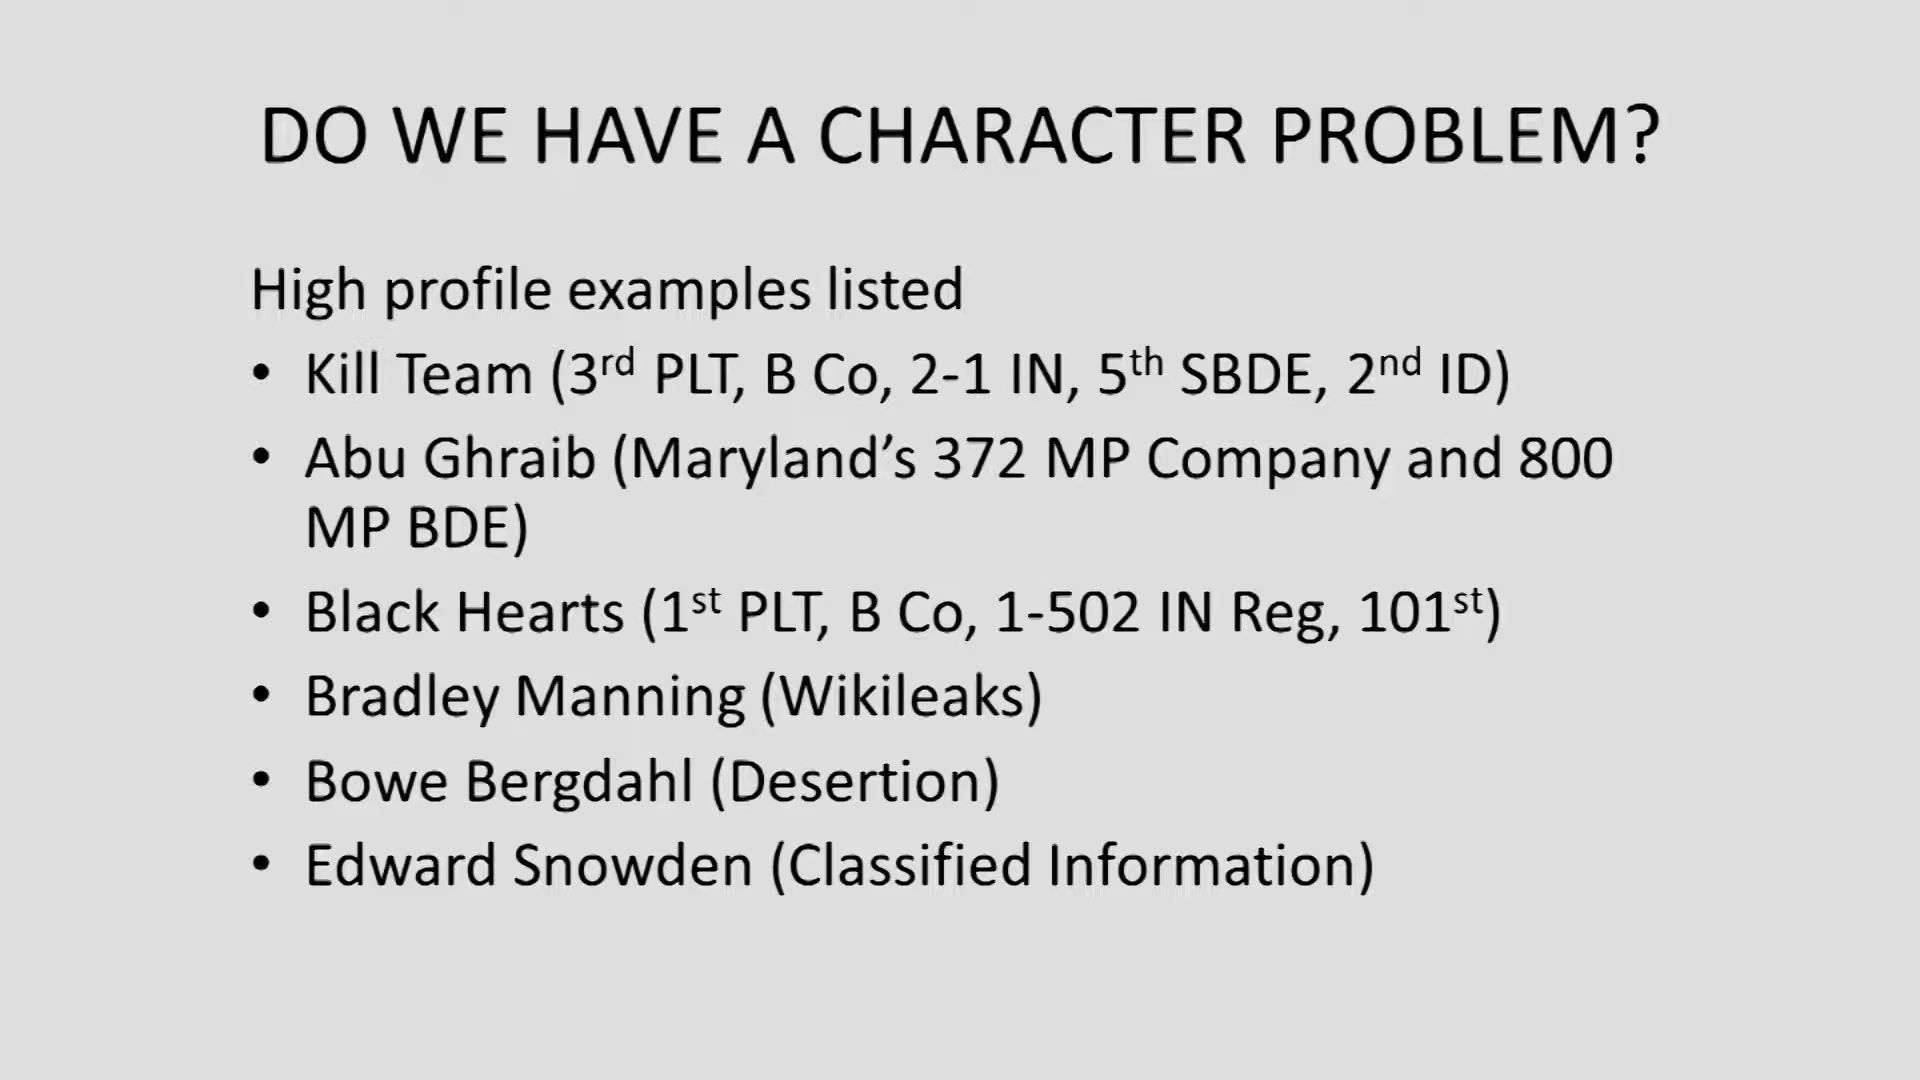 DO WE HAVE A CHARACTER PROBLEM?
High profile examples listed
• Kill Team (3rd PLT, B Co, 2-1 IN, 5th SBDE, 2nd ID)
• Abu Ghraib (Maryland’s 372 MP Company and 800
MP BDE)
• Black Hearts (1st PLT, B Co, 1-502 IN Reg, 101st)
• Bradley Manning (Wikileaks)
• Bowe Bergdahl (Desertion)
• Edward Snowden (Classified Information)